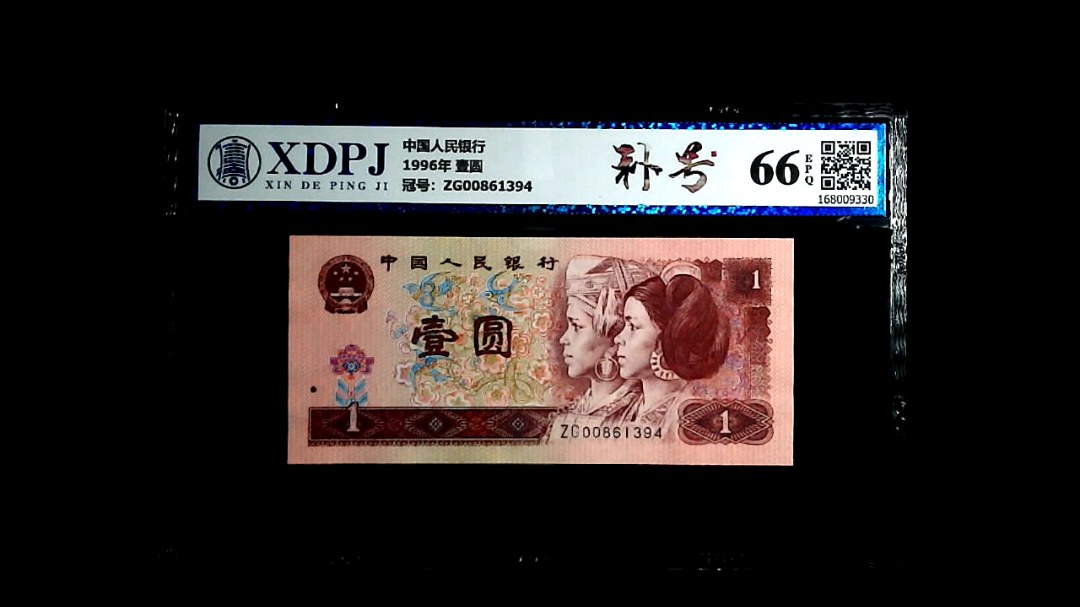 XDPJ
XIN DE PING JI
中国人民银行
1996年 壹圆
冠号: ZG00861394
补号
66
EPQ
168009330
中国人民银行
1
壹圆
1
ZG00861394
1